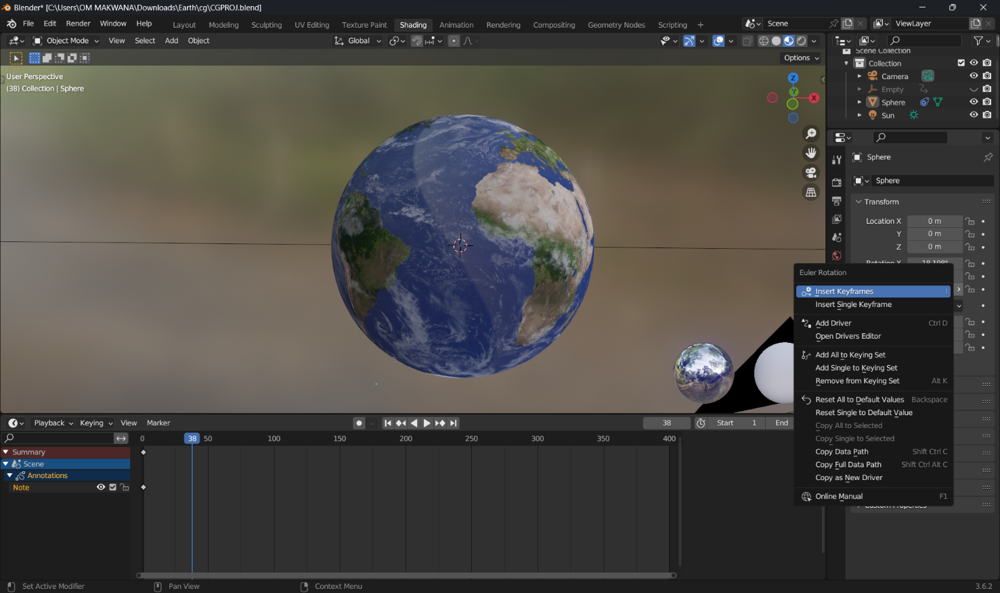 Blender* [C:\Users\OM MAKWANA\Downloads\Earth\cg\CGPROJ.blend]
File Edit Render Window Help Layout Modeling Sculpting UV Editing Texture Paint Shading Animation Rendering Compositing Geometry Nodes Scripting + Scene ViewLayer
Object Mode View Select Add Object Global
Options
User Perspective
(38) Collection | Sphere
Z
Y
X
Scene Collection
Collection
Camera
Empty
Sphere
Sun
Sphere
Sphere
Transform
Location X 0 m
Y 0 m
Z 0 m
Rotation X 18.198°
Euler Rotation
Insert Keyframes I
Insert Single Keyframe
Add Driver Ctrl D
Open Drivers Editor
Add All to Keying Set
Add Single to Keying Set
Remove from Keying Set Alt K
Reset All to Default Values Backspace
Reset Single to Default Value
Copy All to Selected
Copy Single to Selected
Copy Data Path Shift Ctrl C
Copy Full Data Path Shift Ctrl Alt C
Copy as New Driver
Online Manual F1
Custom Properties
Playback Keying View Marker 38 Start 1 End
0 38 50 100 150 200 250 300 350 400
Summary
Scene
Annotations
Note
Set Active Modifier Pan View Context Menu 3.6.2